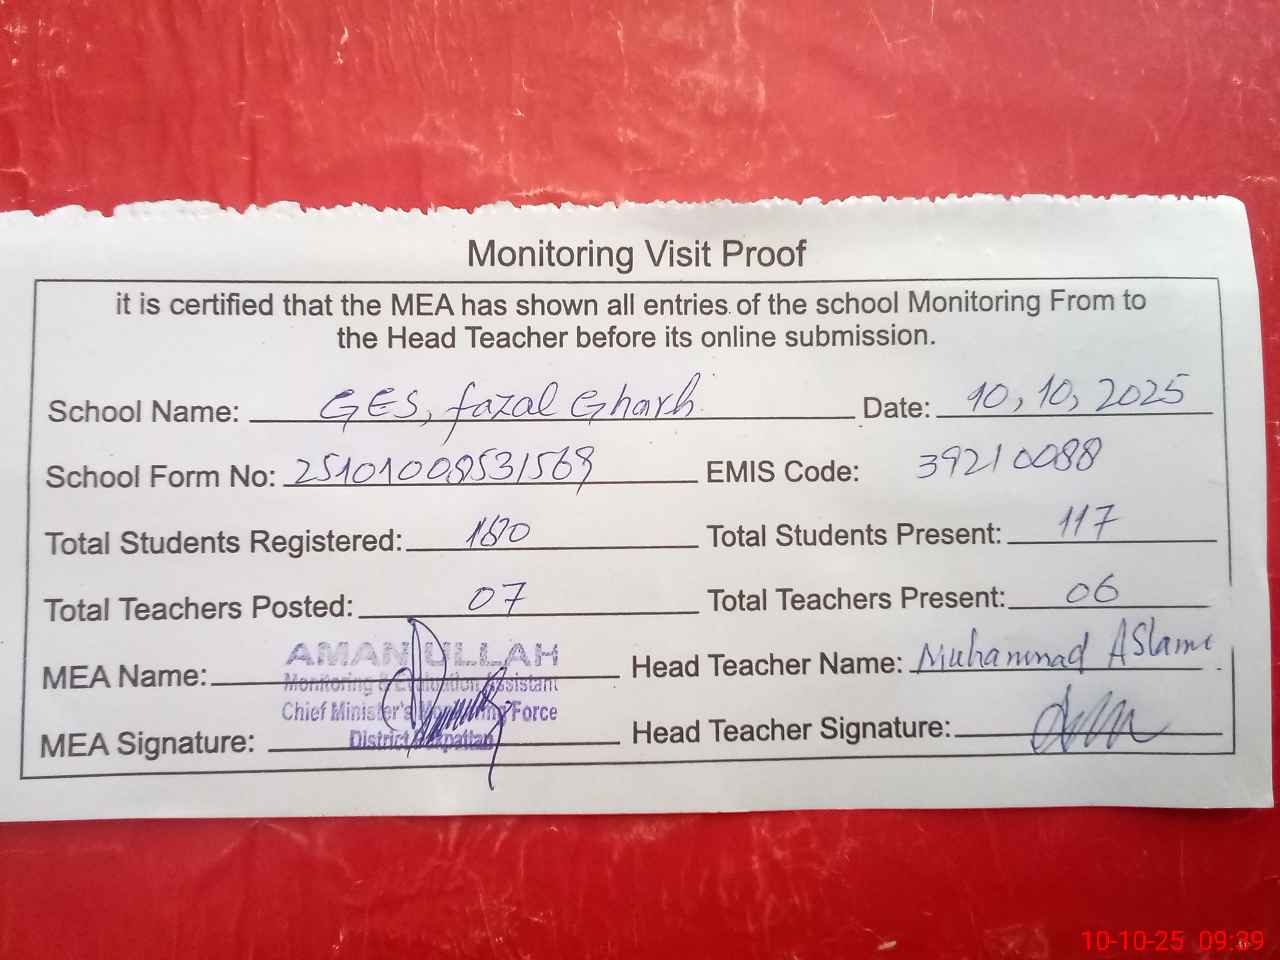 Monitoring Visit Proof
it is certified that the MEA has shown all entries of the school Monitoring From to
the Head Teacher before its online submission.
School Name: GES, fazal Gharh Date: 10, 10, 2025
School Form No: EMIS Code: 39210088
Total Students Registered: Total Students Present: 117
Total Teachers Posted: 07 Total Teachers Present: 06
MEA Name: AMAN ULLAH Head Teacher Name: Muhammad Aslam
Monitoring & Evaluation Assistant
Chief Minister's Monitoring Force
District Pakpattan
MEA Signature: Head Teacher Signature:
10-10-25 09:39